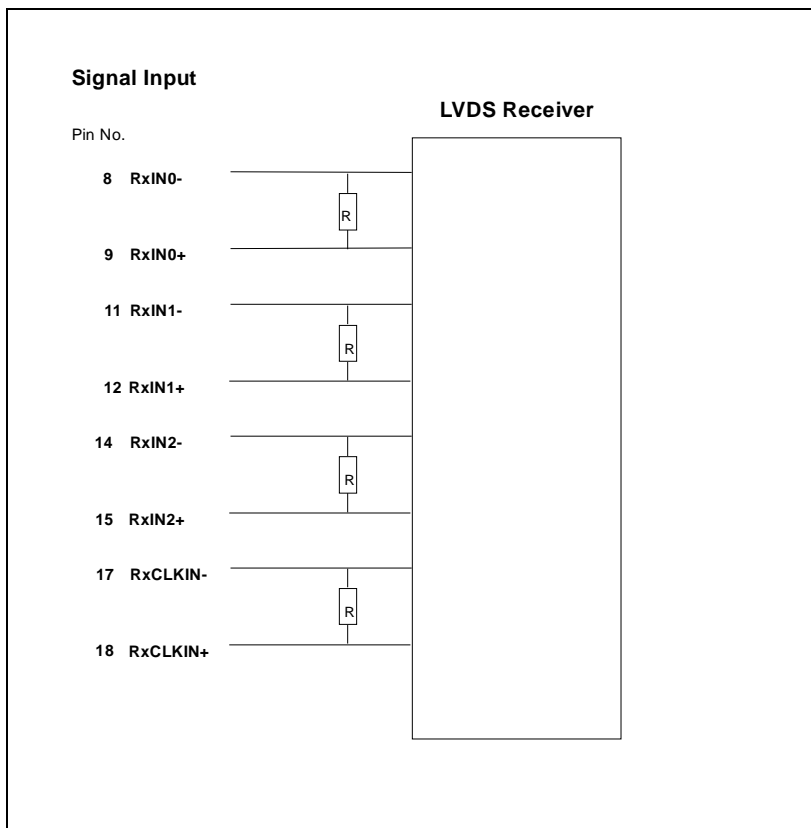 Signal Input
LVDS Receiver
Pin No.
8 RxIN0-
R
9 RxIN0+
11 RxIN1-
R
12 RxIN1+
14 RxIN2-
R
15 RxIN2+
17 RxCLKIN-
R
18 RxCLKIN+